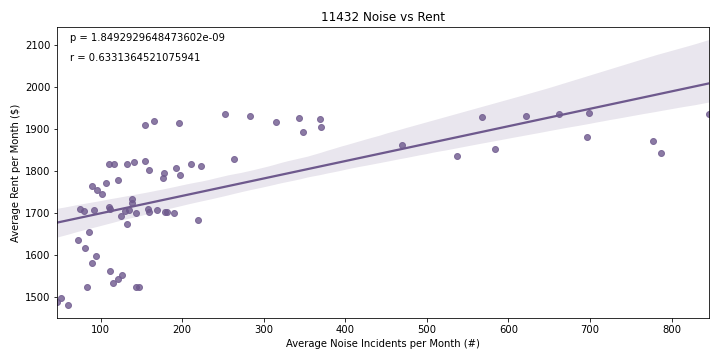 11432 Noise vs Rent
p = 1.8492929648473602e-09
r = 0.6331364521075941
2100
2000
1900
1800
1700
1600
1500
Average Rent per Month ($)
100 200 300 400 500 600 700 800
Average Noise Incidents per Month (#)